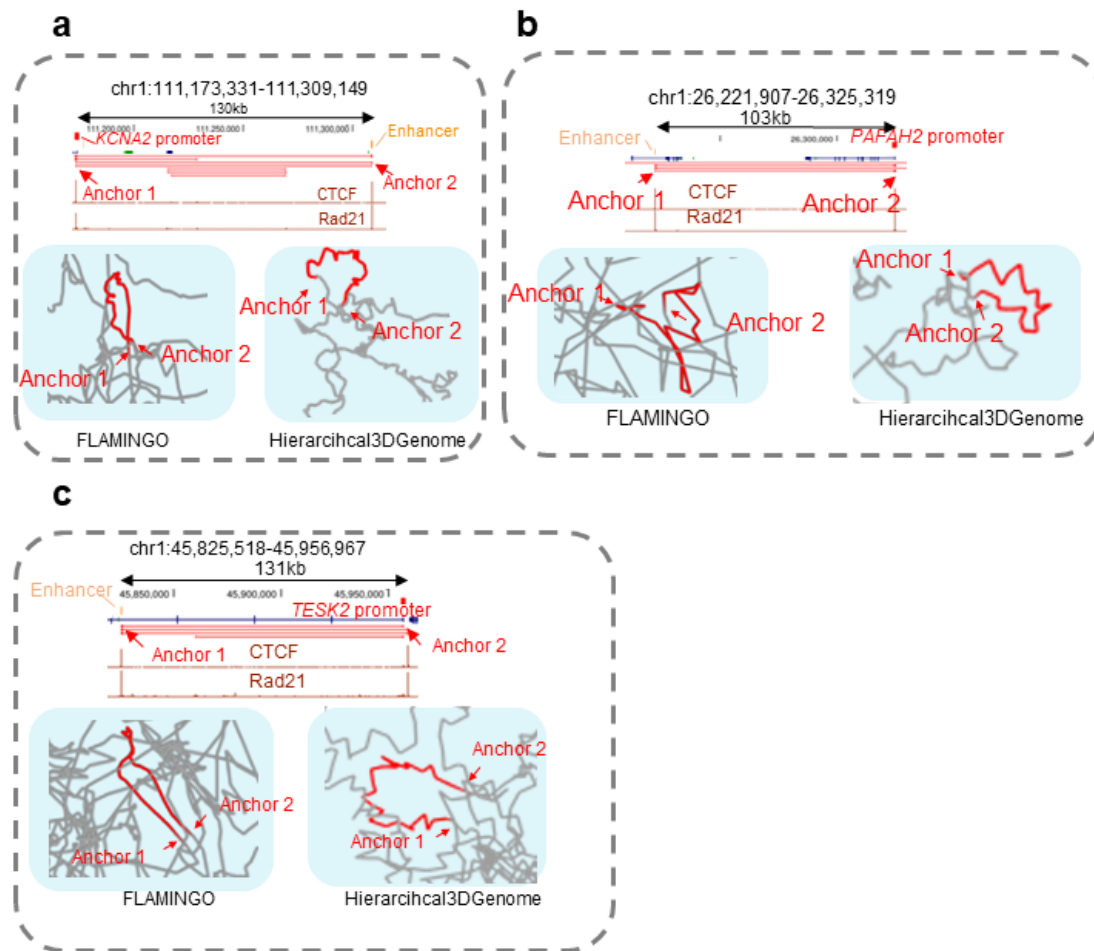 a
chr1:111,173,331-111,309,149
130kb
111,200,000 111,250,000 111,300,000
KCNA2 promoter
Enhancer
Anchor 1
Anchor 2
CTCF
Rad21
Anchor 1
Anchor 2
Anchor 1
Anchor 2
FLAMINGO
Hierarcihcal3DGenome
b
chr1:26,221,907-26,325,319
103kb
Enhancer
26,300,000
PAFAH2 promoter
Anchor 1
CTCF
Anchor 2
Rad21
Anchor 1
Anchor 2
Anchor 1
Anchor 2
FLAMINGO
Hierarcihcal3DGenome
c
chr1:45,825,518-45,956,967
131kb
Enhancer
45,850,000 45,900,000 45,950,000
TESK2 promoter
Anchor 1
CTCF
Anchor 2
Rad21
Anchor 2
Anchor 1
Anchor 2
Anchor 1
FLAMINGO
Hierarcihcal3DGenome